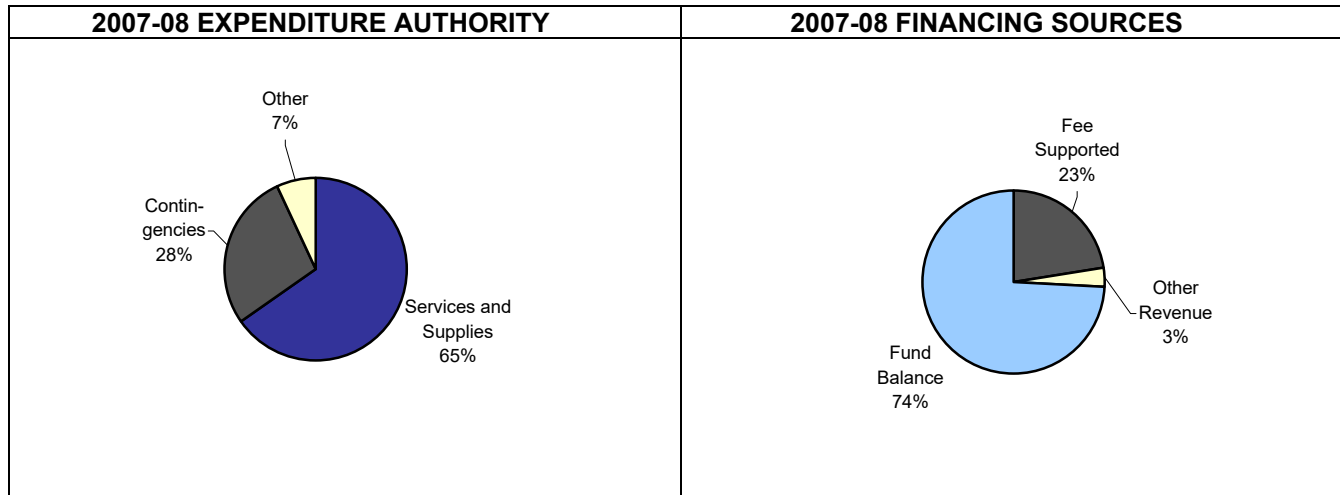 2007-08 EXPENDITURE AUTHORITY
Other
7%
Contin-
gencies
28%
Services and
Supplies
65%
2007-08 FINANCING SOURCES
Fee
Supported
23%
Other
Revenue
3%
Fund
Balance
74%